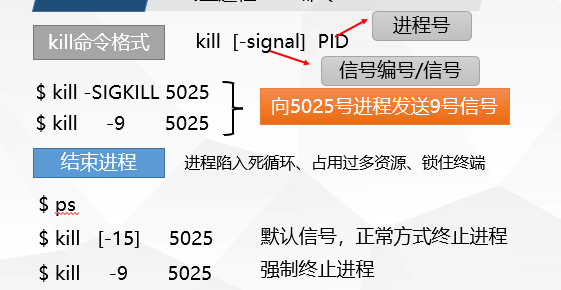 进程号
kill命令格式 kill [-signal] PID
信号编号/信号
$ kill -SIGKILL 5025
$ kill -9 5025
向5025号进程发送9号信号
结束进程 进程陷入死循环、占用过多资源、锁住终端
$ ps
$ kill [-15] 5025 默认信号，正常方式终止进程
$ kill -9 5025 强制终止进程